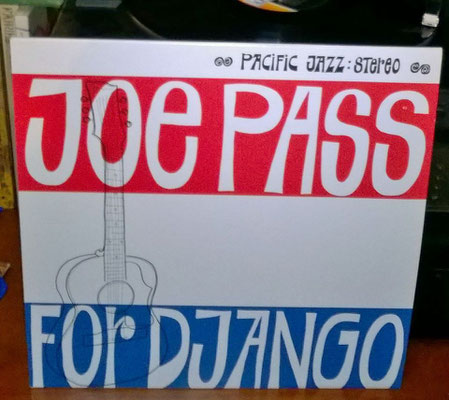 PACIFIC JAZZ: STEREO
JOE PASS
FOR DJANGO